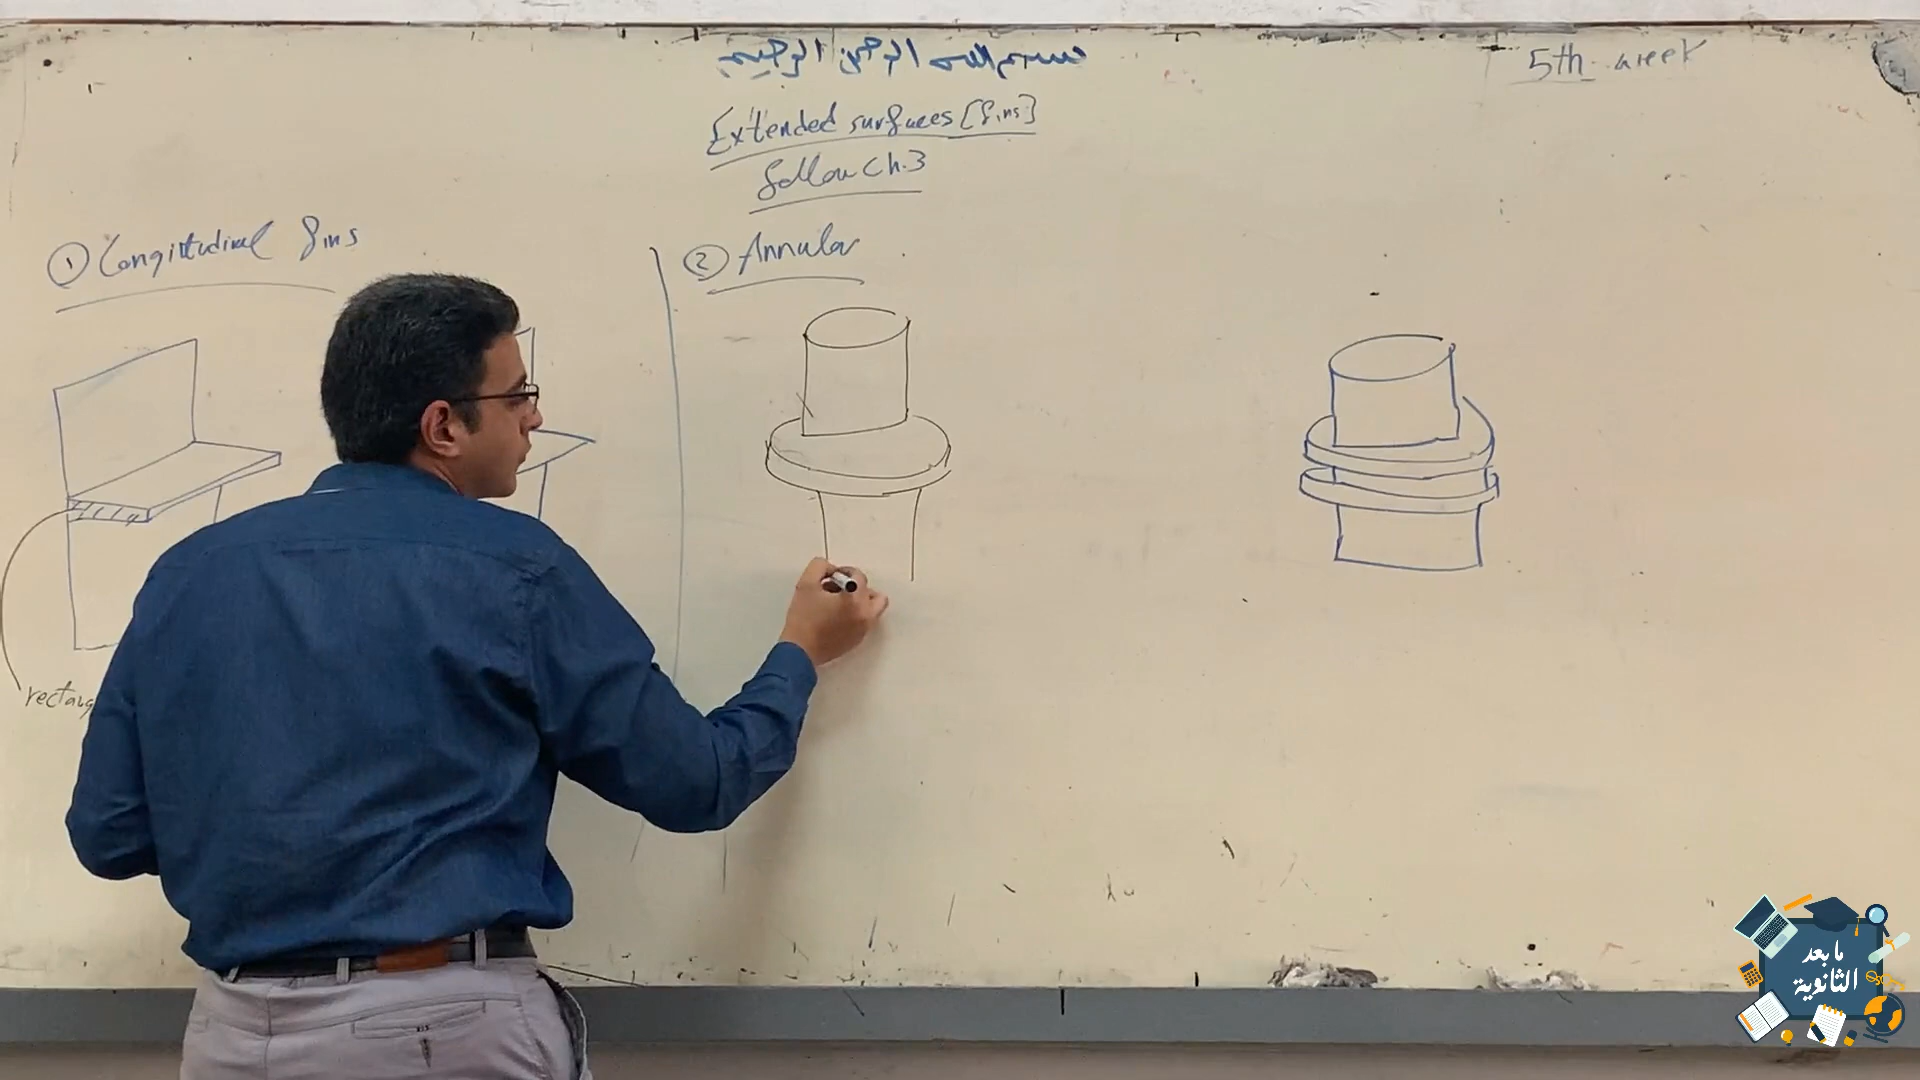 بسم الله الرحمن الرحيم
5th week
Extended surfaces [fins]
follow Ch.3
① Longitudinal fins
② Annular
rectang
ما بعد
الثانوية